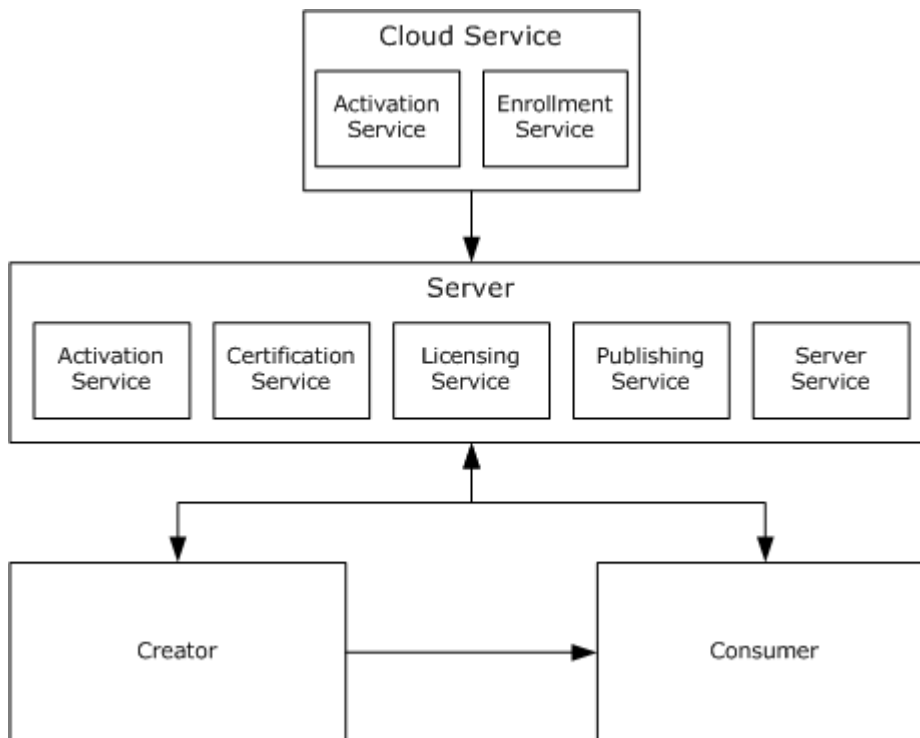 Cloud Service
Activation
Service
Enrollment
Service
Server
Activation
Service
Certification
Service
Licensing
Service
Publishing
Service
Server
Service
Creator
Consumer